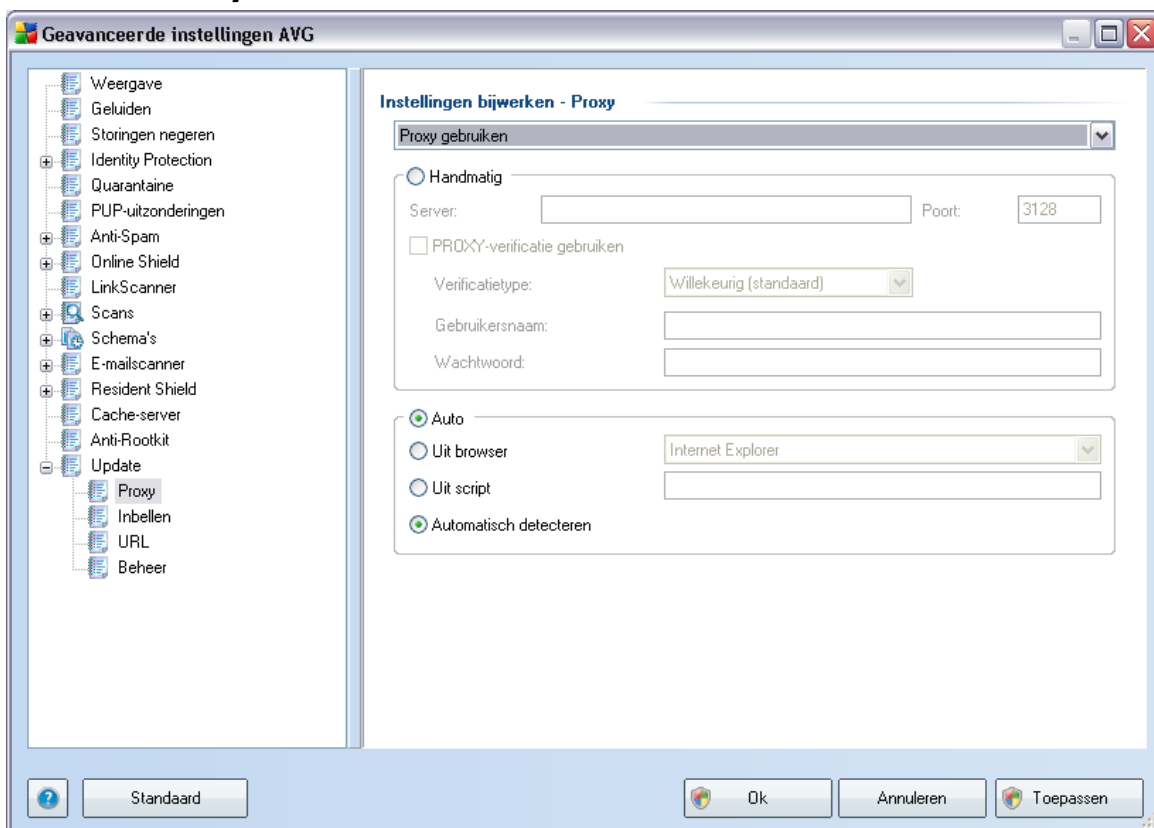 Geavanceerde instellingen AVG
Weergave
Geluiden
Storingen negeren
Identity Protection
Quarantaine
PUP-uitzonderingen
Anti-Spam
Online Shield
LinkScanner
Scans
Schema's
E-mailscanner
Resident Shield
Cache-server
Anti-Rootkit
Update
Proxy
Inbellen
URL
Beheer
Instellingen bijwerken - Proxy
Proxy gebruiken
Handmatig
Server: Poort: 3128
PROXY-verificatie gebruiken
Verificatietype: Willekeurig (standaard)
Gebruikersnaam:
Wachtwoord:
Auto
Uit browser Internet Explorer
Uit script
Automatisch detecteren
? Standaard Ok Annuleren Toepassen